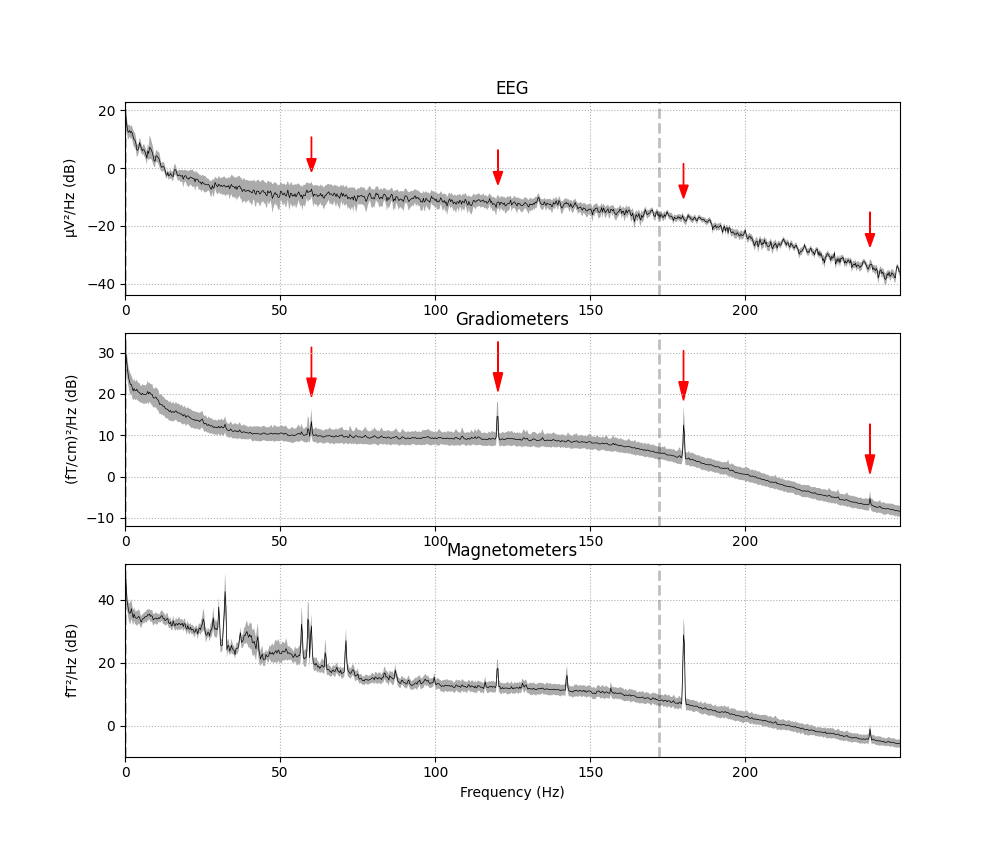 EEG
20
0
−20
−40
µV²/Hz (dB)
0 50 100 150 200
Gradiometers
30
20
10
0
−10
(fT/cm)²/Hz (dB)
0 50 100 150 200
Magnetometers
40
20
0
fT²/Hz (dB)
0 50 100 150 200
Frequency (Hz)